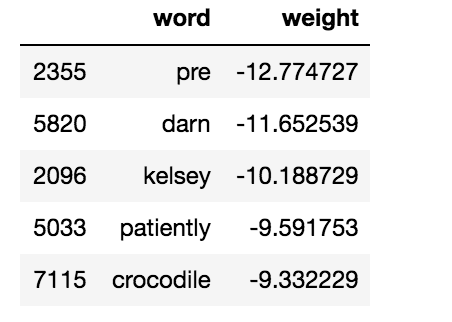 word weight
2355 pre -12.774727
5820 darn -11.652539
2096 kelsey -10.188729
5033 patiently -9.591753
7115 crocodile -9.332229